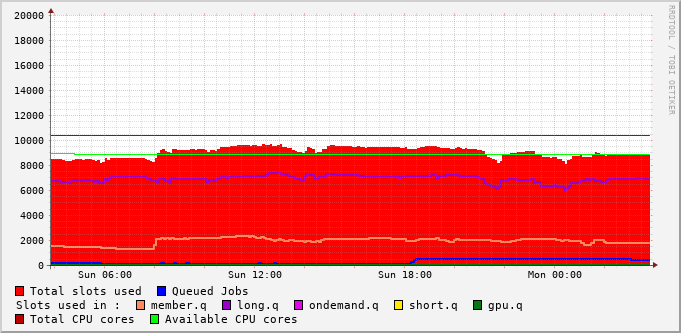 20000
18000
16000
14000
12000
10000
8000
6000
4000
2000
0
Sun 06:00 Sun 12:00 Sun 18:00 Mon 00:00
RRDTOOL / TOBI OETIKER
Total slots used Queued Jobs
Slots used in : member.q long.q ondemand.q short.q gpu.q
Total CPU cores Available CPU cores